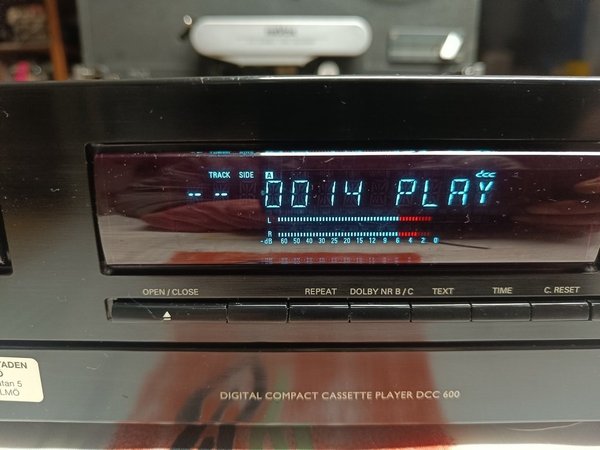 TRACK SIDE A dcc
-- -- 0014 PLAY
L
R
-dB 60 50 40 30 25 20 15 12 9 6 4 2 0
OPEN / CLOSE REPEAT DOLBY NR B / C TEXT TIME C. RESET
DIGITAL COMPACT CASSETTE PLAYER DCC 600